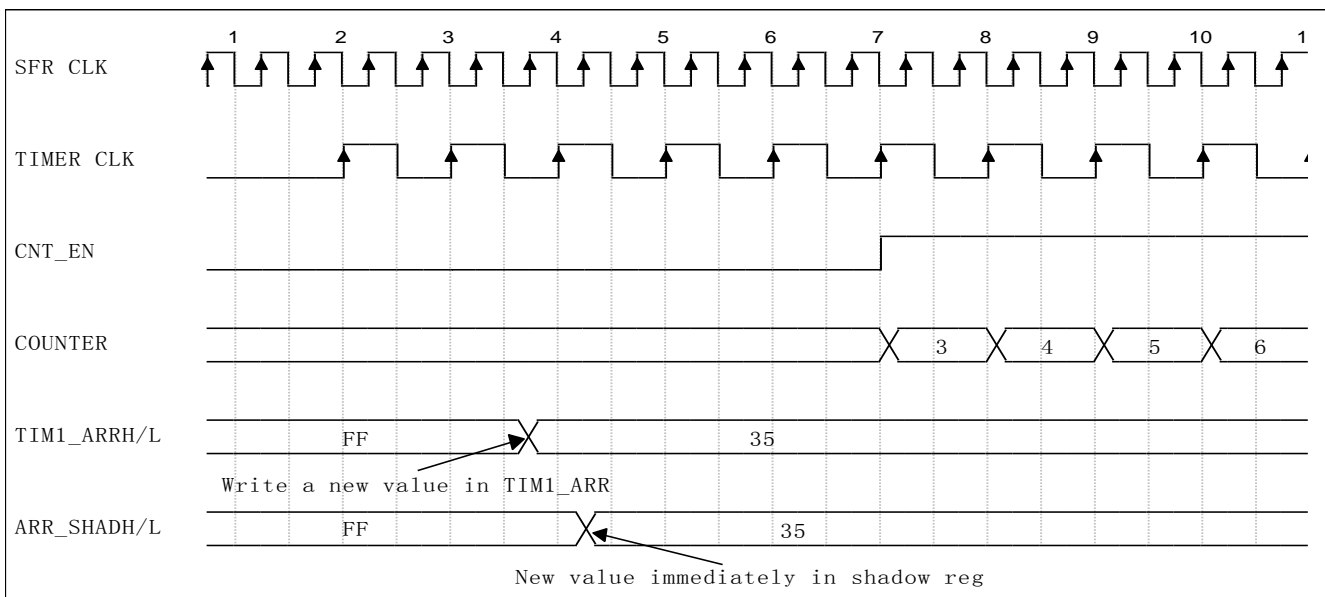 1 2 3 4 5 6 7 8 9 10 1
SFR CLK
TIMER CLK
CNT_EN
COUNTER 3 4 5 6
TIM1_ARRH/L FF 35
Write a new value in TIM1_ARR
ARR_SHADH/L FF 35
New value immediately in shadow reg